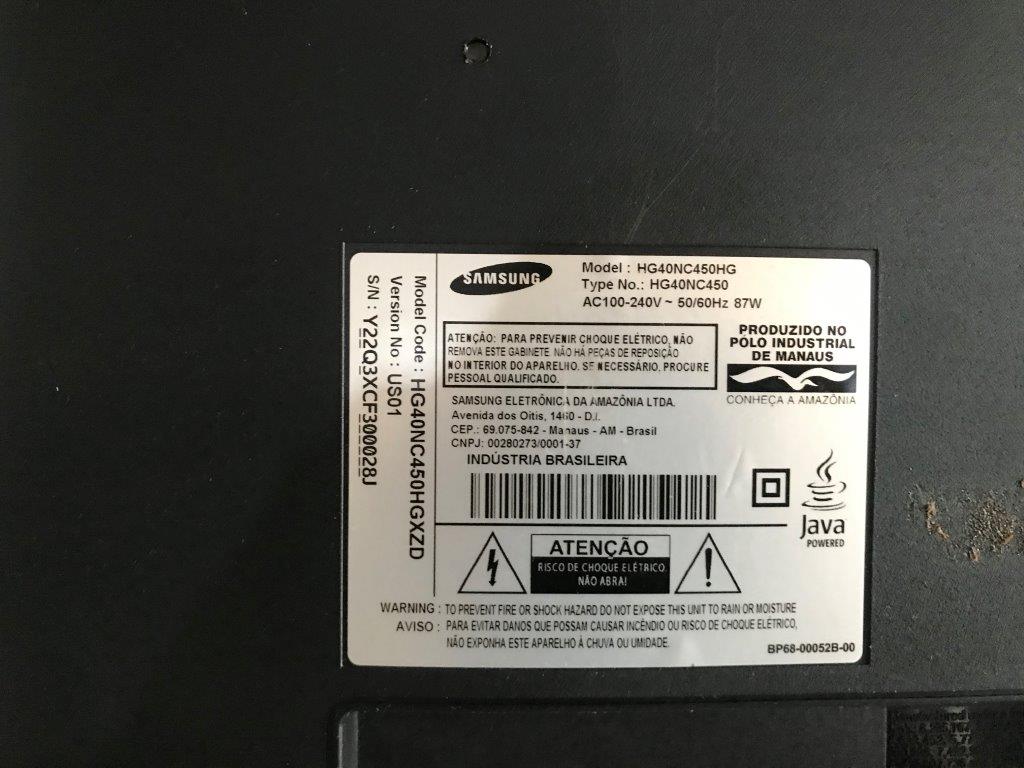 SAMSUNG
Model : HG40NC450HG
Type No.: HG40NC450
AC100-240V ~ 50/60Hz 87W
ATENÇÃO: PARA PREVENIR CHOQUE ELÉTRICO, NÃO
REMOVA ESTE GABINETE. NÃO HÁ PEÇAS DE REPOSIÇÃO
NO INTERIOR DO APARELHO. SE NECESSÁRIO, PROCURE
PESSOAL QUALIFICADO.
PRODUZIDO NO
PÓLO INDUSTRIAL
DE MANAUS
CONHEÇA A AMAZÔNIA
SAMSUNG ELETRÔNICA DA AMAZÔNIA LTDA.
Avenida dos Oitis, 1460 - D.I.
CEP.: 69.075-842 - Manaus - AM - Brasil
CNPJ: 00280273/0001-37
INDÚSTRIA BRASILEIRA
Java
POWERED
ATENÇÃO
RISCO DE CHOQUE ELÉTRICO.
NÃO ABRA!
WARNING : TO PREVENT FIRE OR SHOCK HAZARD DO NOT EXPOSE THIS UNIT TO RAIN OR MOISTURE
AVISO : PARA EVITAR DANOS QUE POSSAM CAUSAR INCÊNDIO OU RISCO DE CHOQUE ELÉTRICO,
NÃO EXPONHA ESTE APARELHO À CHUVA OU UMIDADE.
BP68-00052B-00
Model Code : HG40NC450HGXZD
Version No : US01
S/N : Y22Q3XCF300028J